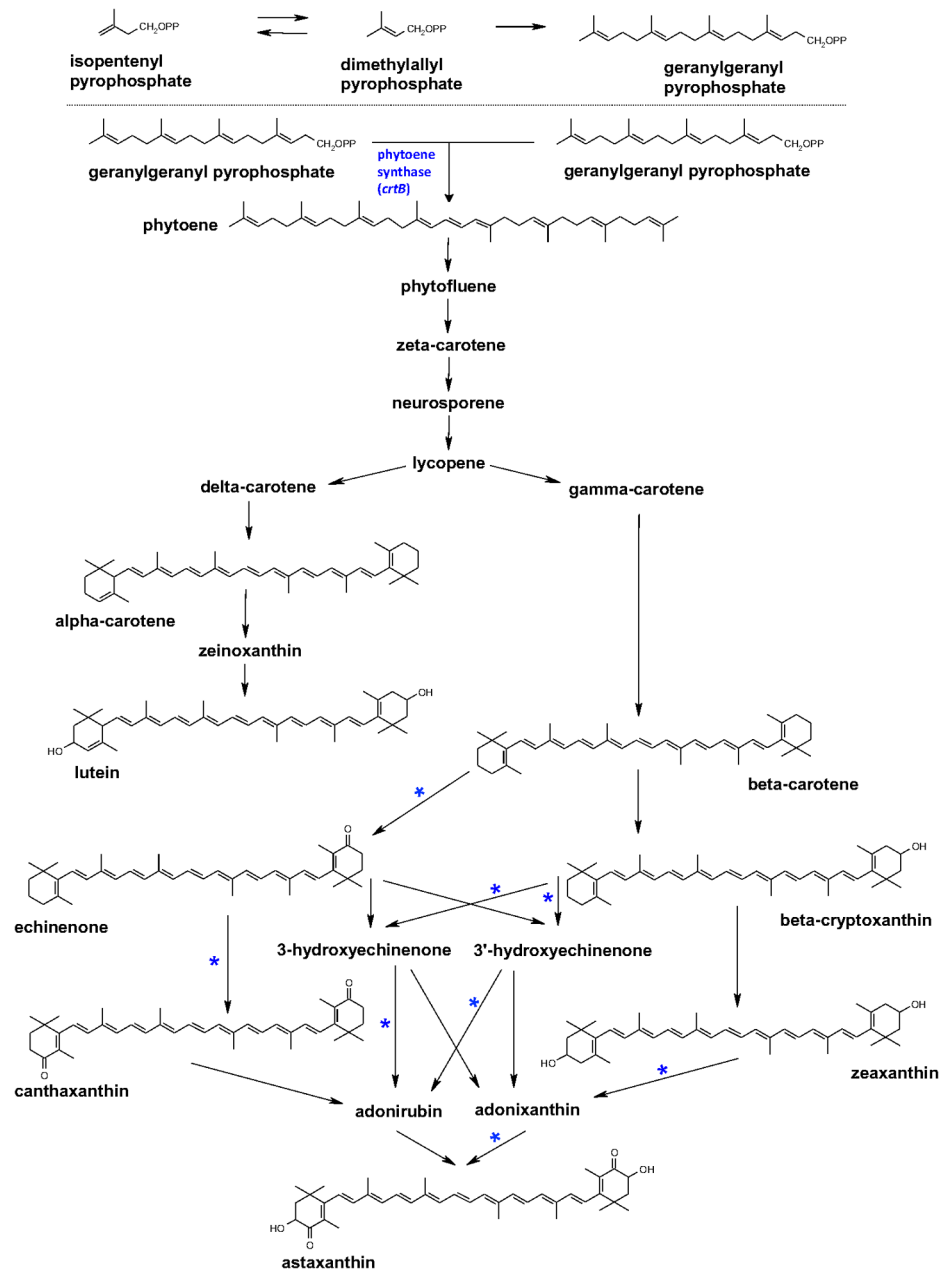 CH2OPP
CH2OPP
CH2OPP
isopentenyl
pyrophosphate
dimethylallyl
pyrophosphate
geranylgeranyl
pyrophosphate
CH2OPP
CH2OPP
geranylgeranyl pyrophosphate
phytoene
synthase
(crtB)
geranylgeranyl pyrophosphate
phytoene
phytofluene
zeta-carotene
neurosporene
lycopene
delta-carotene
gamma-carotene
alpha-carotene
zeinoxanthin
OH
HO
lutein
beta-carotene
*
O
OH
echinenone
*
*
beta-cryptoxanthin
3-hydroxyechinenone
3'-hydroxyechinenone
*
O
*
*
OH
O
HO
canthaxanthin
*
zeaxanthin
adonirubin
adonixanthin
*
O
OH
HO
O
astaxanthin